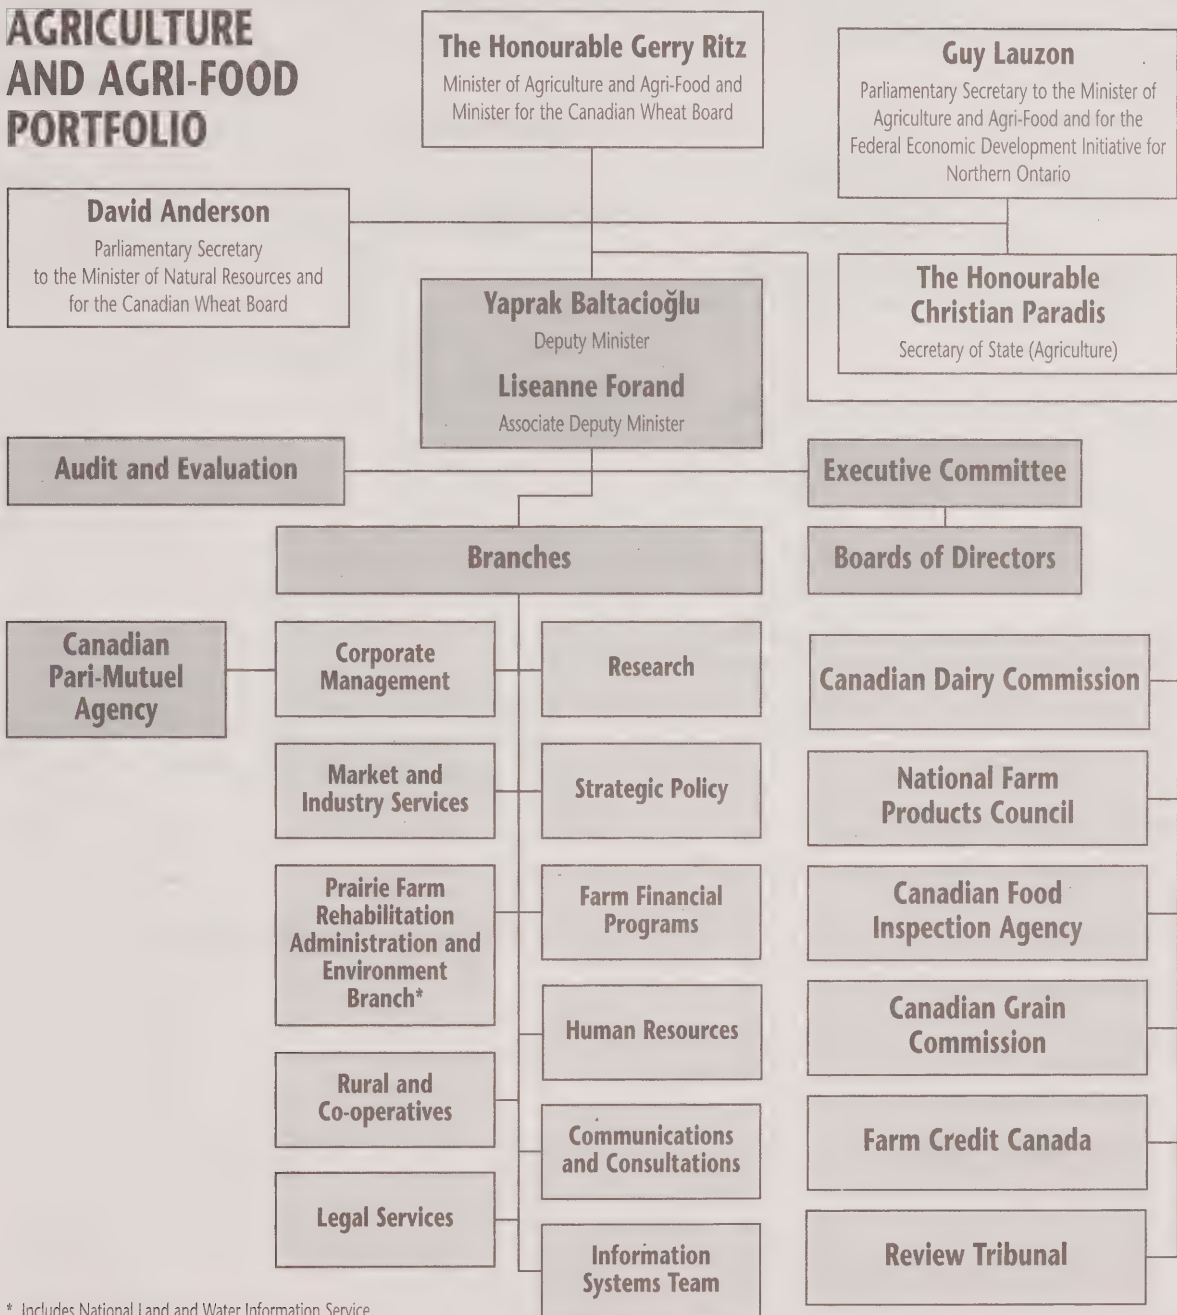 AGRICULTURE
AND AGRI-FOOD
PORTFOLIO
The Honourable Gerry Ritz
Minister of Agriculture and Agri-Food and
Minister for the Canadian Wheat Board
Guy Lauzon
Parliamentary Secretary to the Minister of
Agriculture and Agri-Food and for the
Federal Economic Development Initiative for
Northern Ontario
David Anderson
Parliamentary Secretary
to the Minister of Natural Resources and
for the Canadian Wheat Board
The Honourable
Christian Paradis
Secretary of State (Agriculture)
Yaprak Baltacioğlu
Deputy Minister
Liseanne Forand
Associate Deputy Minister
Audit and Evaluation
Executive Committee
Branches
Boards of Directors
Canadian
Pari-Mutuel
Agency
Corporate
Management
Research
Canadian Dairy Commission
Market and
Industry Services
Strategic Policy
National Farm
Products Council
Prairie Farm
Rehabilitation
Administration and
Environment
Branch*
Farm Financial
Programs
Canadian Food
Inspection Agency
Human Resources
Canadian Grain
Commission
Rural and
Co-operatives
Communications
and Consultations
Farm Credit Canada
Legal Services
Information
Systems Team
Review Tribunal
* Includes National Land and Water Information Service